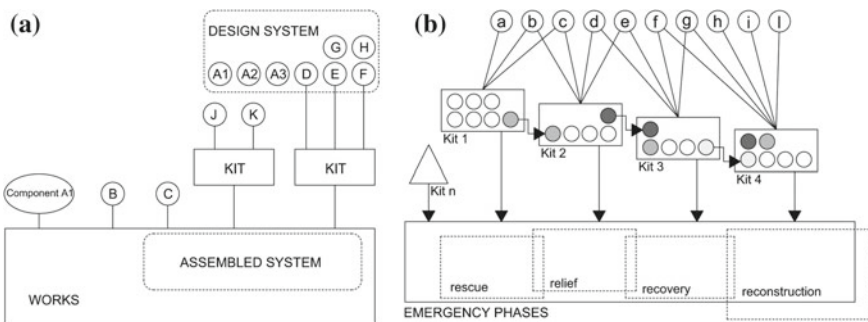 (a)
DESIGN SYSTEM
G H
A1 A2 A3 D E F
J K
KIT KIT
Component A1
B
C
ASSEMBLED SYSTEM
WORKS
(b)
a b c d e f g h i l
Kit 1
Kit 2
Kit 3
Kit 4
Kit n
rescue
relief
recovery
reconstruction
EMERGENCY PHASES